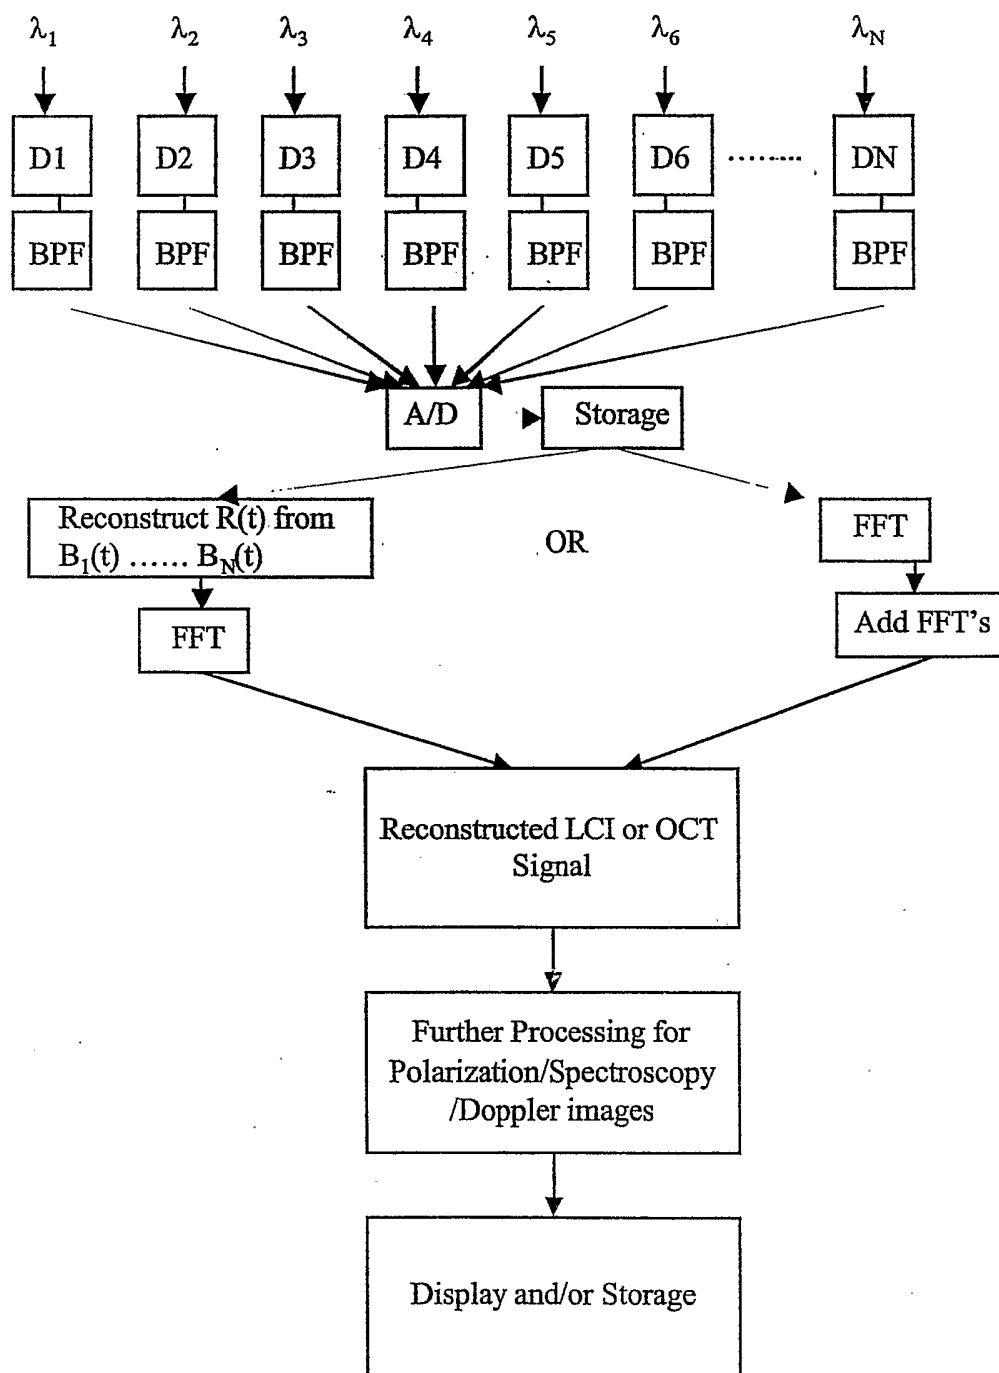 λ1 λ2 λ3 λ4 λ5 λ6 λN
D1 D2 D3 D4 D5 D6 ........ DN
BPF BPF BPF BPF BPF BPF BPF
A/D Storage
Reconstruct R(t) from
B1(t) ...... BN(t)
OR
FFT
FFT
Add FFT's
Reconstructed LCI or OCT
Signal
Further Processing for
Polarization/Spectroscopy
/Doppler images
Display and/or Storage